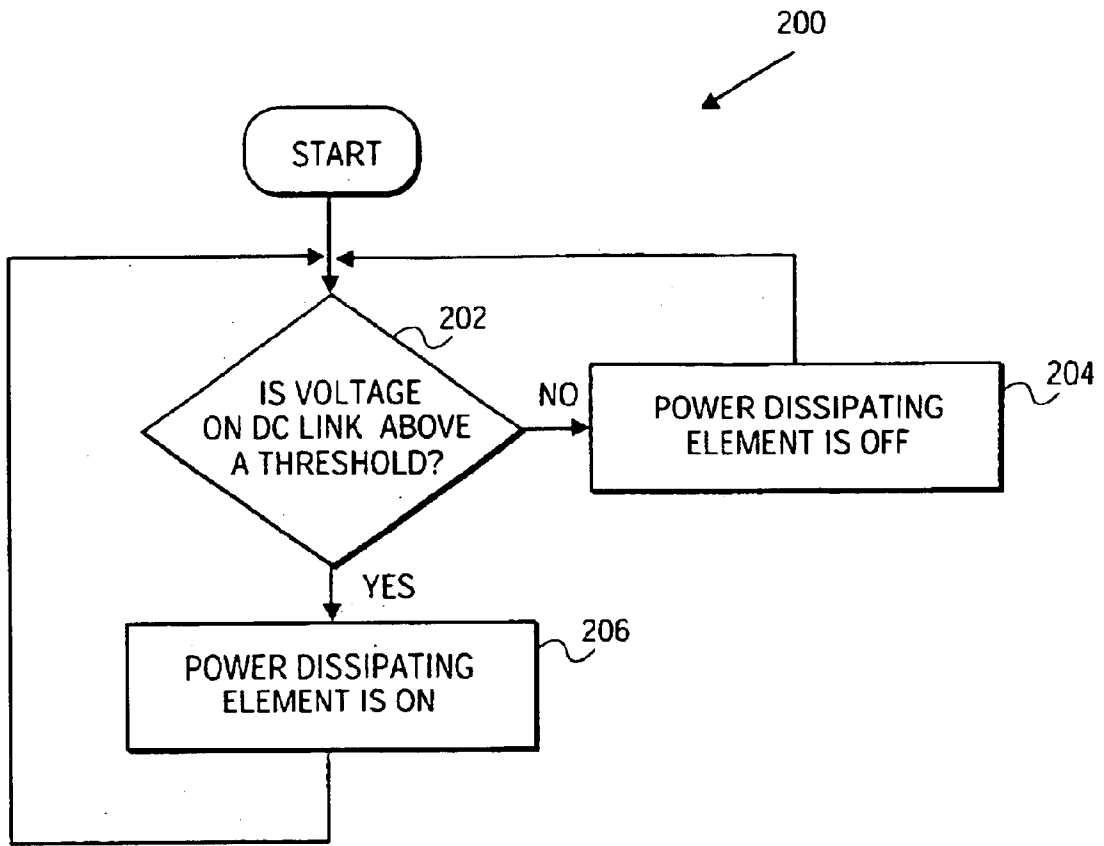 200
START
202
IS VOLTAGE
ON DC LINK ABOVE
A THRESHOLD?
NO
POWER DISSIPATING
ELEMENT IS OFF
204
YES
POWER DISSIPATING
ELEMENT IS ON
206